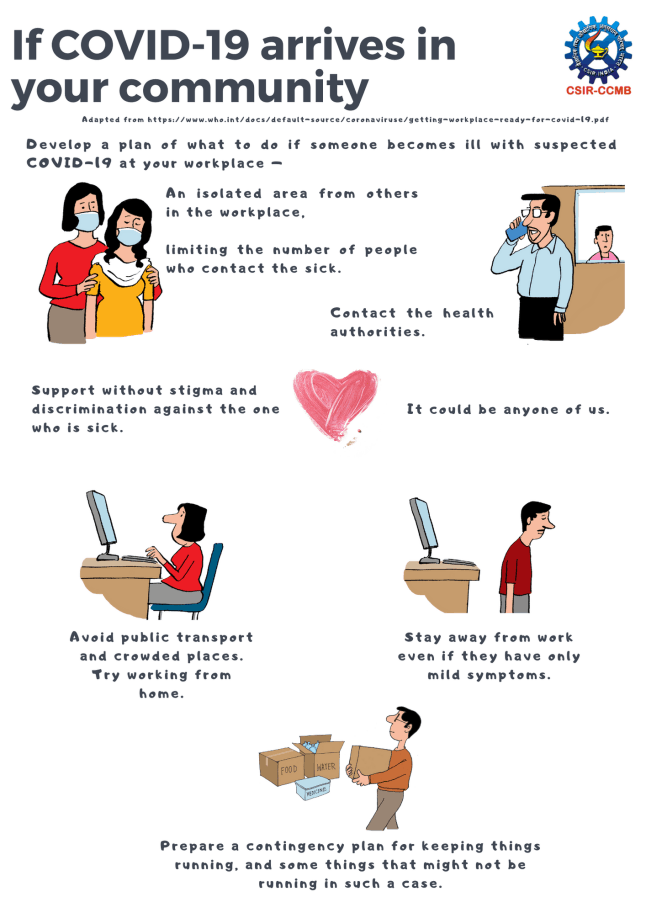 If COVID-19 arrives in
your community
CSIR-INDIA
CSIR-CCMB
Adapted from https://www.who.int/docs/default-source/coronaviruse/getting-workplace-ready-for-covid-19.pdf
Develop a plan of what to do if someone becomes ill with suspected
COVID-19 at your workplace –
An isolated area from others
in the workplace,
limiting the number of people
who contact the sick.
Contact the health
authorities.
Support without stigma and
discrimination against the one
who is sick.
It could be anyone of us.
Avoid public transport
and crowded places.
Try working from
home.
Stay away from work
even if they have only
mild symptoms.
FOOD
WATER
MEDICINES
Prepare a contingency plan for keeping things
running, and some things that might not be
running in such a case.